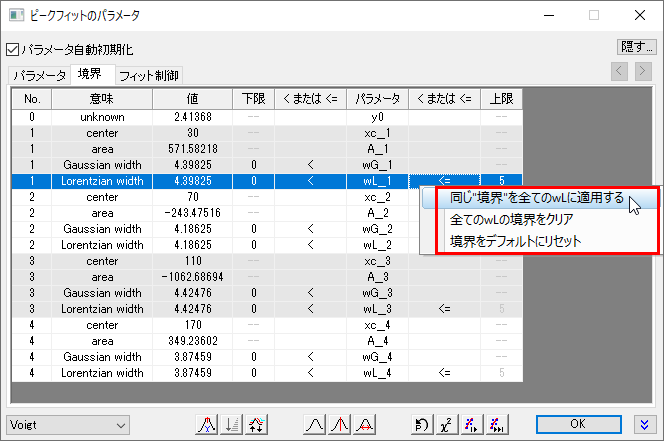 ピークフィットのパラメータ
パラメータ自動初期化
隠す...
パラメータ 境界 フィット制御
No. 意味 値 下限 < または <= パラメータ < または <= 上限
0 unknown 2.41368 -- y0 --
1 center 30 -- xc_1 --
1 area 571.58218 -- A_1 --
1 Gaussian width 4.39825 0 < wG_1 --
1 Lorentzian width 4.39825 0 < wL_1 <= 5
2 center 70 -- xc_2
2 area -243.47516 -- A_2
2 Gaussian width 4.18625 0 < wG_2
2 Lorentzian width 4.18625 0 < wL_2
3 center 110 -- xc_3 --
3 area -1062.68694 -- A_3 --
3 Gaussian width 4.42476 0 < wG_3 --
3 Lorentzian width 4.42476 0 < wL_3 <= 5
4 center 170 -- xc_4 --
4 area 349.23602 -- A_4 --
4 Gaussian width 3.87459 0 < wG_4 --
4 Lorentzian width 3.87459 0 < wL_4 <= 5
同じ"境界"を全てのwLに適用する
全てのwLの境界をクリア
境界をデフォルトにリセット
Voigt
χ²
OK